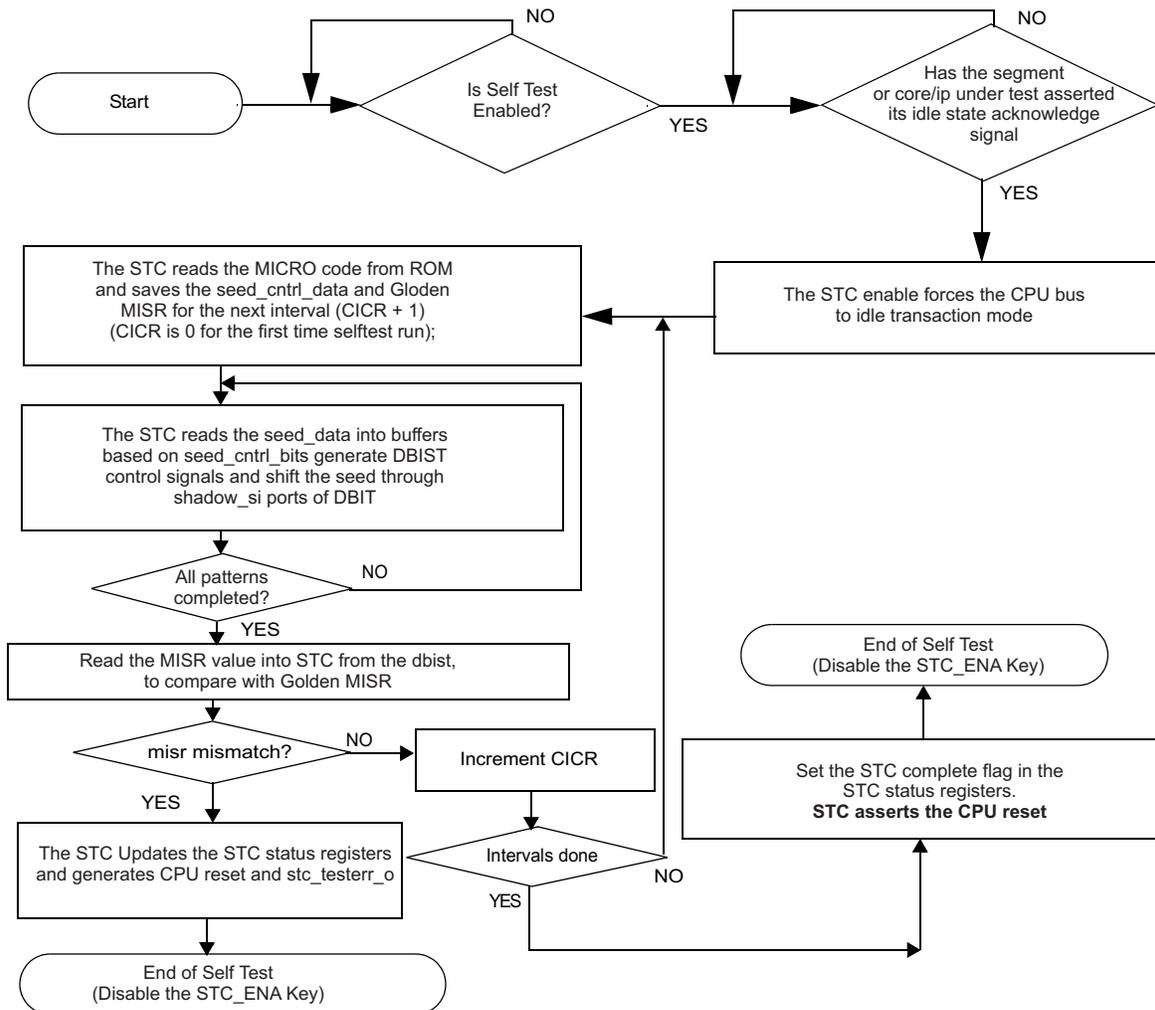 Start
NO
Is Self Test
Enabled?
YES
NO
Has the segment
or core/ip under test asserted
its idle state acknowledge
signal
YES
The STC enable forces the CPU bus
to idle transaction mode
The STC reads the MICRO code from ROM
and saves the seed_cntrl_data and Gloden
MISR for the next interval (CICR + 1)
(CICR is 0 for the first time selftest run);
The STC reads the seed_data into buffers
based on seed_cntrl_bits generate DBIST
control signals and shift the seed through
shadow_si ports of DBIT
All patterns
completed?
NO
YES
Read the MISR value into STC from the dbist,
to compare with Golden MISR
misr mismatch?
NO
YES
Increment CICR
Intervals done
NO
YES
The STC Updates the STC status registers
and generates CPU reset and stc_testerr_o
End of Self Test
(Disable the STC_ENA Key)
Set the STC complete flag in the
STC status registers.
STC asserts the CPU reset
End of Self Test
(Disable the STC_ENA Key)